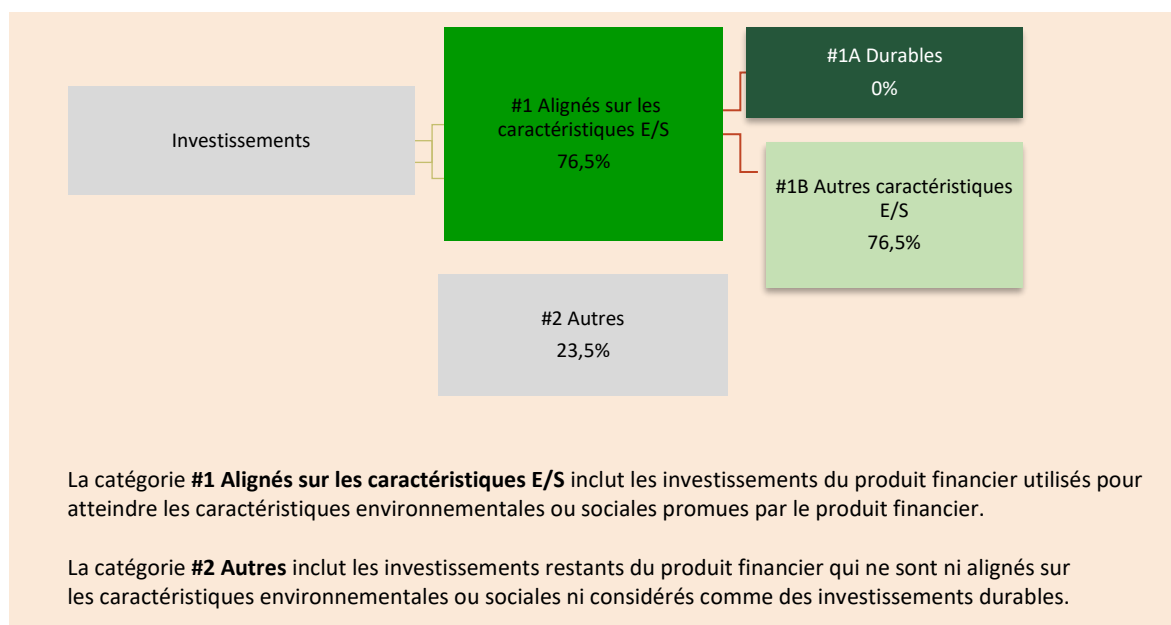 Investissements
#1 Alignés sur les
caractéristiques E/S
76,5%
#1A Durables
0%
#1B Autres caractéristiques
E/S
76,5%
#2 Autres
23,5%
La catégorie #1 Alignés sur les caractéristiques E/S inclut les investissements du produit financier utilisés pour
atteindre les caractéristiques environnementales ou sociales promues par le produit financier.
La catégorie #2 Autres inclut les investissements restants du produit financier qui ne sont ni alignés sur
les caractéristiques environnementales ou sociales ni considérés comme des investissements durables.